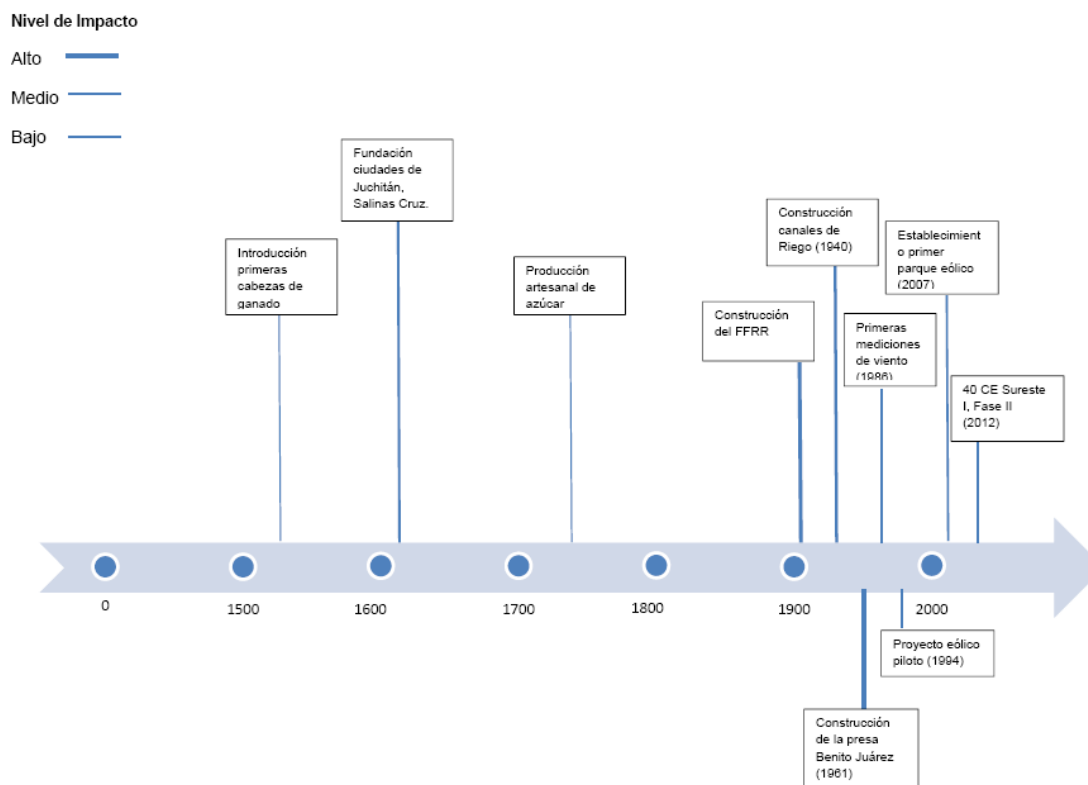 Nivel de Impacto
Alto
Medio
Bajo
Fundación
ciudades de
Juchitán,
Salinas Cruz.
Introducción
primeras
cabezas de
ganado
Producción
artesanal de
azúcar
Construcción
del FFRR
Construcción
canales de
Riego (1940)
Primeras
mediciones
de viento
(1986)
Establecimient
o primer
parque eólico
(2007)
40 CE Sureste
I, Fase II
(2012)
0
1500
1600
1700
1800
1900
2000
Proyecto eólico
piloto (1994)
Construcción
de la presa
Benito Juárez
(1961)